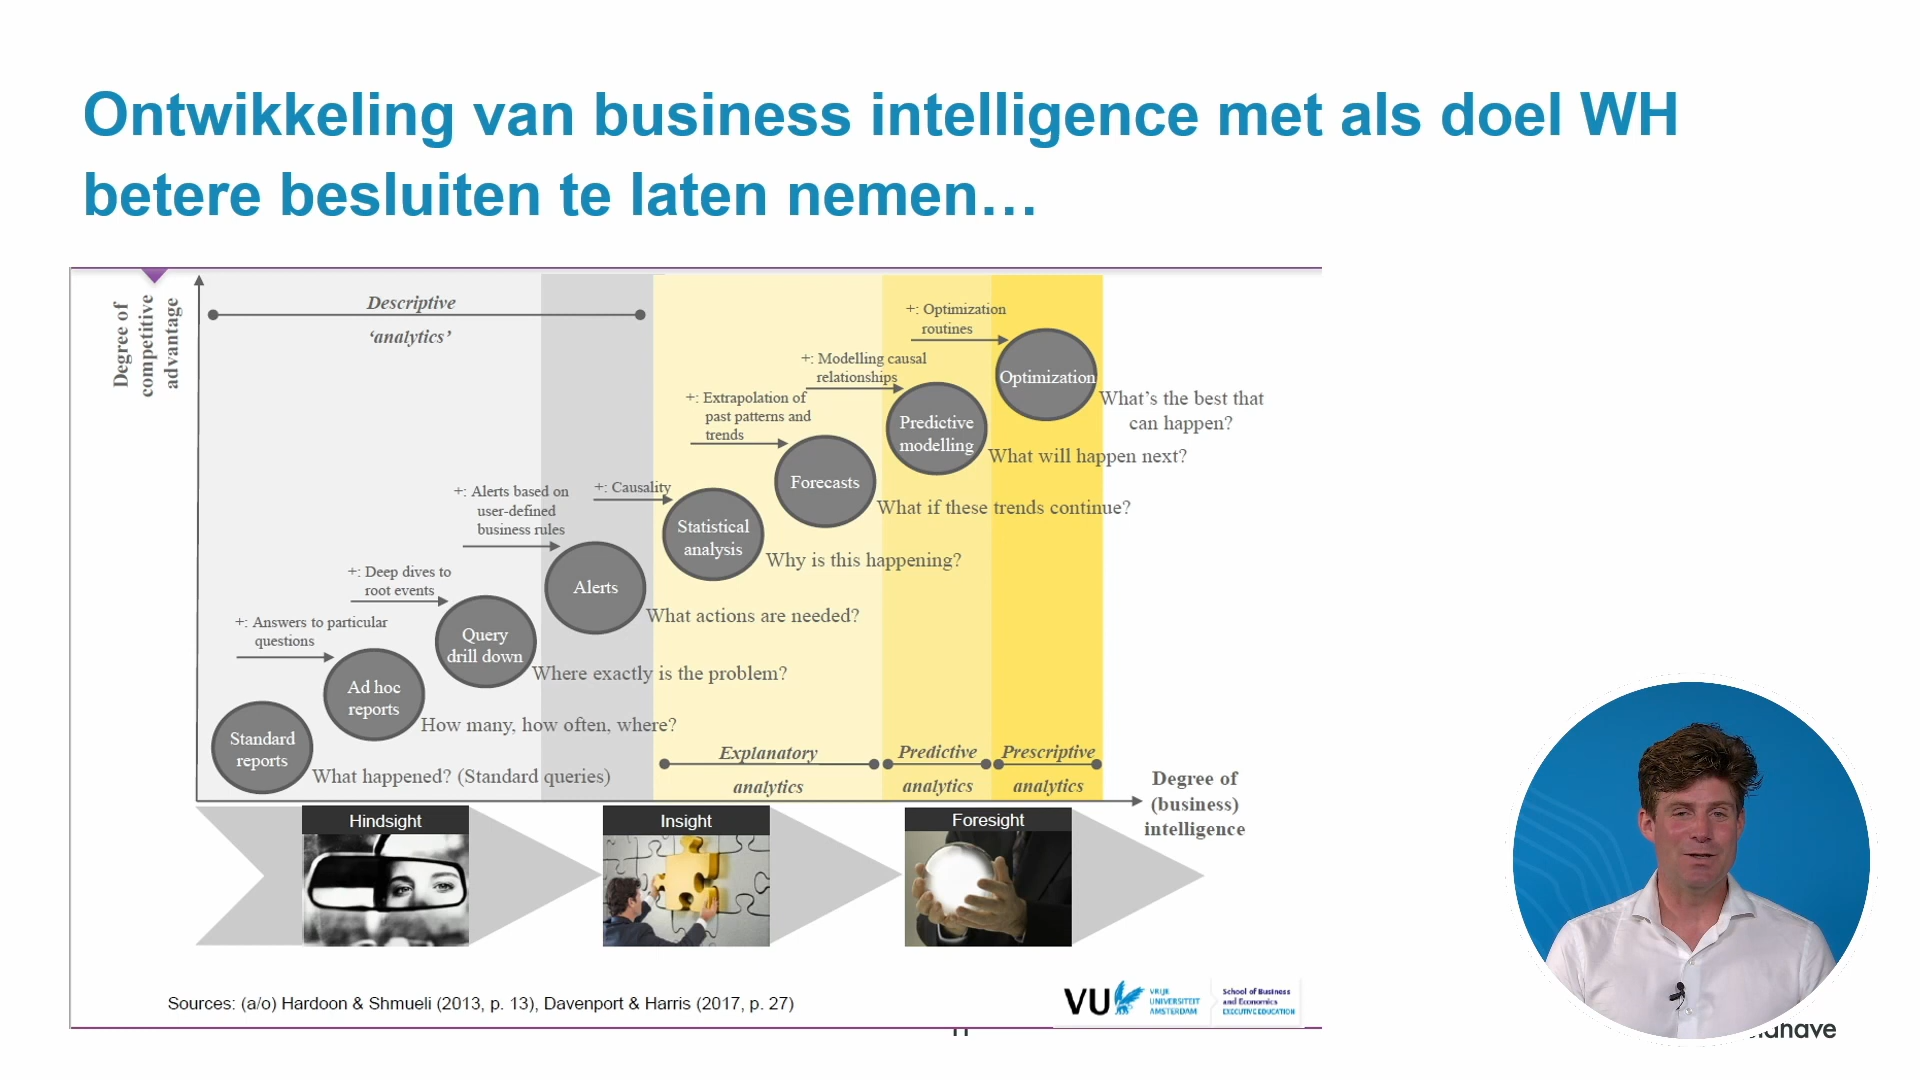 Ontwikkeling van business intelligence met als doel WH
betere besluiten te laten nemen…
Degree of
competitive
advantage
Descriptive
‘analytics’
+: Optimization
routines
Optimization
What’s the best that
can happen?
+: Modelling causal
relationships
Predictive
modelling
What will happen next?
+: Extrapolation of
past patterns and
trends
Forecasts
What if these trends continue?
+: Causality
Statistical
analysis
Why is this happening?
+: Alerts based on
user-defined
business rules
Alerts
What actions are needed?
+: Deep dives to
root events
Query
drill down
Where exactly is the problem?
+: Answers to particular
questions
Ad hoc
reports
How many, how often, where?
Standard
reports
What happened? (Standard queries)
Explanatory
analytics
Predictive
analytics
Prescriptive
analytics
Degree of
(business)
intelligence
Hindsight
Insight
Foresight
Sources: (a/o) Hardoon & Shmueli (2013, p. 13), Davenport & Harris (2017, p. 27)
VU
VRIJE
UNIVERSITEIT
AMSTERDAM
School of Business
and Economics
EXECUTIVE EDUCATION